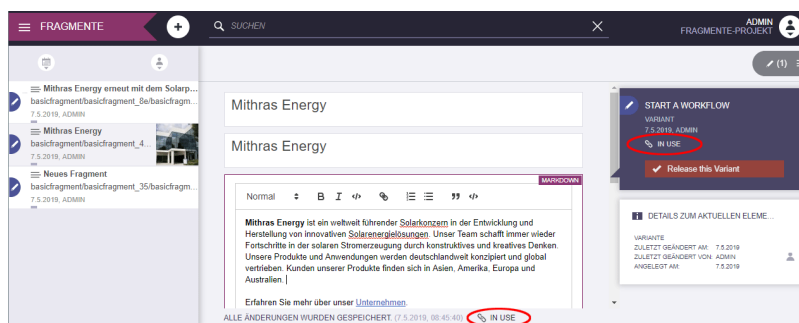 FRAGMENTE
SUCHEN
ADMIN
FRAGMENTE-PROJEKT
(1)
Mithras Energy erneut mit dem Solarp...
basicfragment/basicfragment_8e/basicfragm...
7.5.2019, ADMIN
Mithras Energy
basicfragment/basicfragment_4...
7.5.2019, ADMIN
Neues Fragment
basicfragment/basicfragment_35/basicfragm...
7.5.2019, ADMIN
Mithras Energy
Mithras Energy
MARKDOWN
Normal
Mithras Energy ist ein weltweit führender Solarkonzern in der Entwicklung und
Herstellung von innovativen Solarenergielösungen. Unser Team schafft immer wieder
Fortschritte in der solaren Stromerzeugung durch konstruktives und kreatives Denken.
Unsere Produkte und Anwendungen werden deutschlandweit konzipiert und global
vertrieben. Kunden unserer Produkte finden sich in Asien, Amerika, Europa und
Australien.
Erfahren Sie mehr über unser Unternehmen.
ALLE ÄNDERUNGEN WURDEN GESPEICHERT. (7.5.2019, 08:45:40) IN USE
START A WORKFLOW
VARIANT
7.5.2019, ADMIN
IN USE
Release this Variant
DETAILS ZUM AKTUELLEN ELEME...
VARIANTE
ZULETZT GEÄNDERT AM: 7.5.2019
ZULETZT GEÄNDERT VON: ADMIN
ANGELEGT AM: 7.5.2019